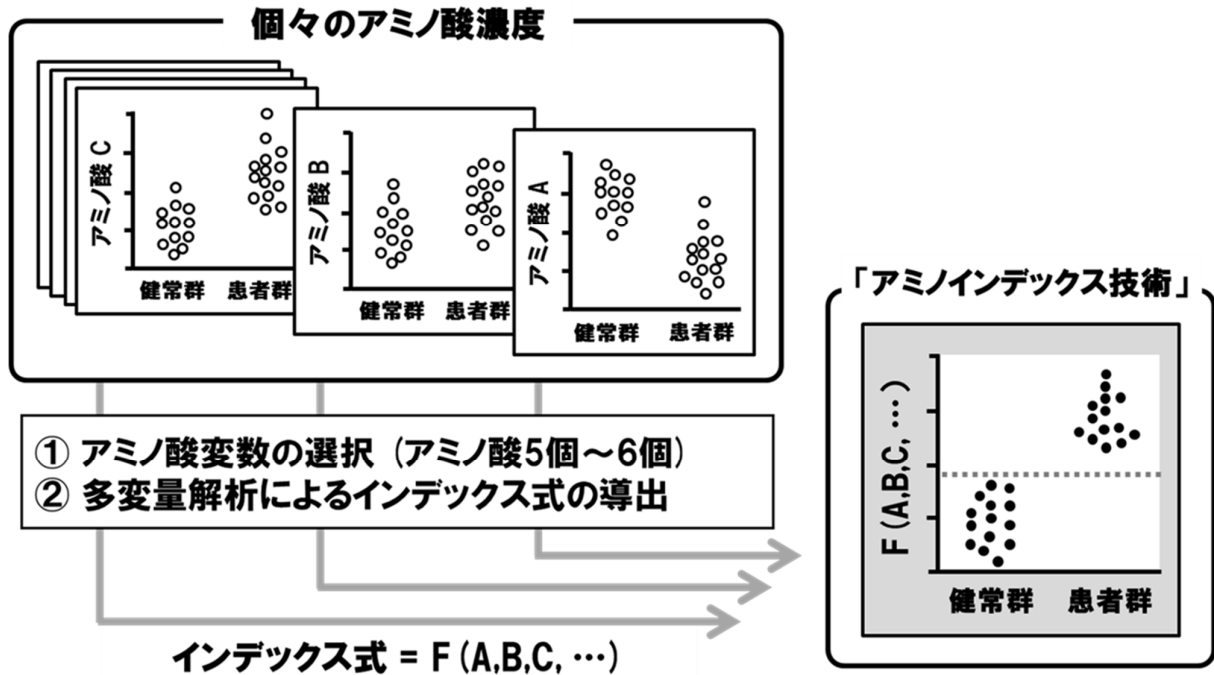 個々のアミノ酸濃度
アミノ酸 C
健常群 患者群
アミノ酸 B
健常群 患者群
アミノ酸 A
健常群 患者群
① アミノ酸変数の選択 (アミノ酸5個～6個)
② 多変量解析によるインデックス式の導出
インデックス式 = F (A,B,C, …)
「アミノインデックス技術」
F (A,B,C, …)
健常群 患者群